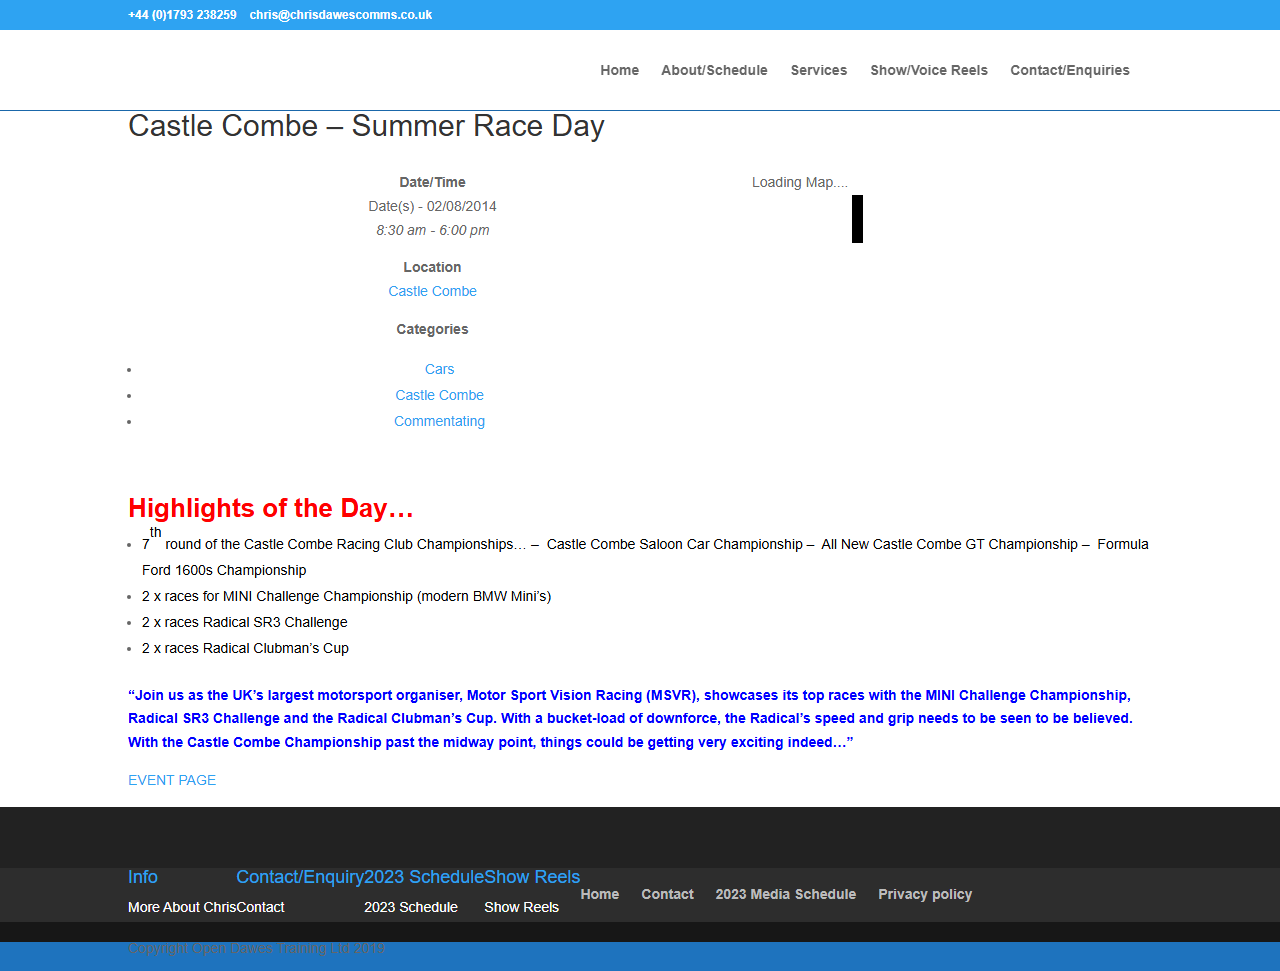 +44 (0)1793 238259 chris@chrisdawescomms.co.uk
Home About/Schedule Services Show/Voice Reels Contact/Enquiries
Castle Combe – Summer Race Day
Date/Time
Date(s) - 02/08/2014
8:30 am - 6:00 pm
Loading Map....
Location
Castle Combe
Categories
Cars
Castle Combe
Commentating
Highlights of the Day…
7th round of the Castle Combe Racing Club Championships… – Castle Combe Saloon Car Championship – All New Castle Combe GT Championship – Formula
Ford 1600s Championship
2 x races for MINI Challenge Championship (modern BMW Mini’s)
2 x races Radical SR3 Challenge
2 x races Radical Clubman’s Cup
“Join us as the UK’s largest motorsport organiser, Motor Sport Vision Racing (MSVR), showcases its top races with the MINI Challenge Championship,
Radical SR3 Challenge and the Radical Clubman’s Cup. With a bucket-load of downforce, the Radical’s speed and grip needs to be seen to be believed.
With the Castle Combe Championship past the midway point, things could be getting very exciting indeed…”
EVENT PAGE
Info Contact/Enquiry 2023 Schedule Show Reels
Home Contact 2023 Media Schedule Privacy policy
More About Chris Contact 2023 Schedule Show Reels
Copyright Open Dawes Training Ltd 2019